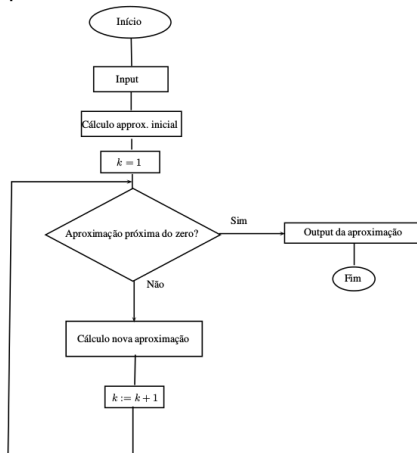 Início
Input
Cálculo approx. inicial
k = 1
Aproximação próxima do zero?
Sim
Output da aproximação
Fim
Não
Cálculo nova aproximação
k := k + 1